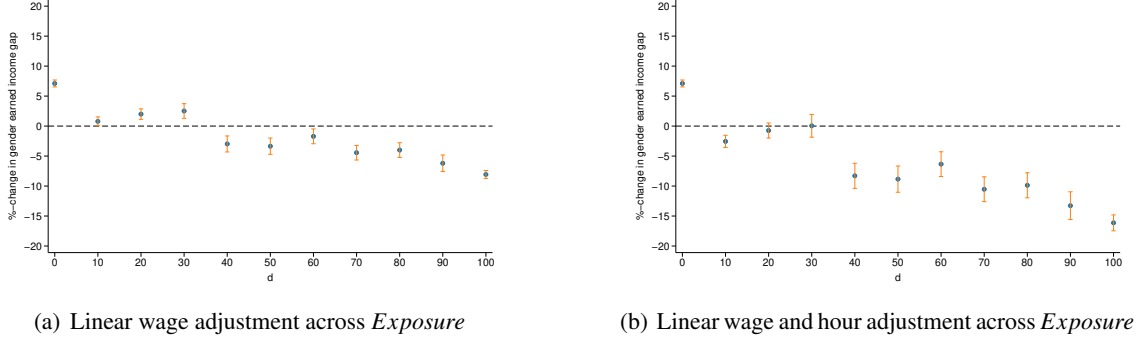 %−change in gender earned income gap
20
15
10
5
0
−5
−10
−15
−20
0 10 20 30 40 50 60 70 80 90 100
d
(a) Linear wage adjustment across Exposure
%−change in gender earned income gap
20
15
10
5
0
−5
−10
−15
−20
0 10 20 30 40 50 60 70 80 90 100
d
(b) Linear wage and hour adjustment across Exposure